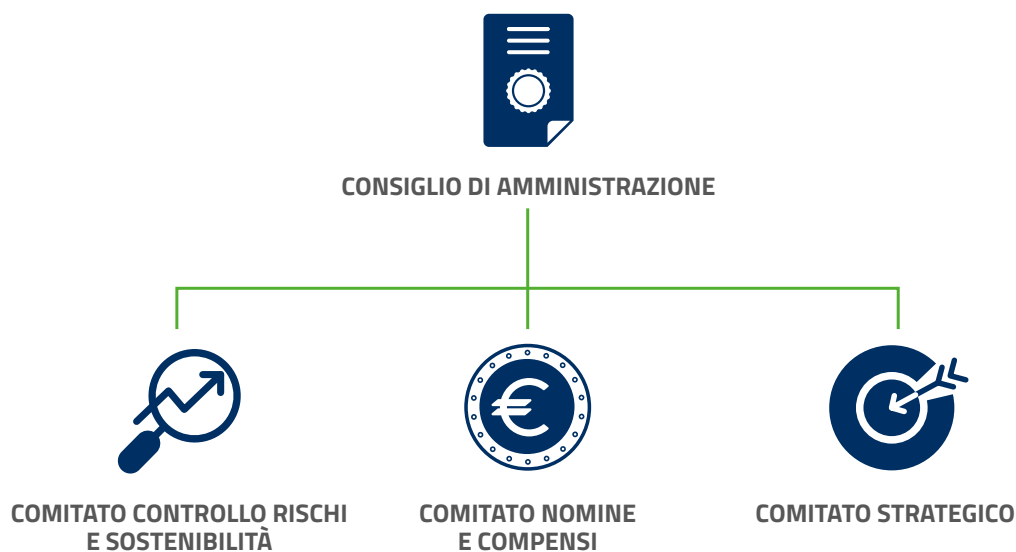 CONSIGLIO DI AMMINISTRAZIONE
COMITATO CONTROLLO RISCHI
E SOSTENIBILITÀ
COMITATO NOMINE
E COMPENSI
COMITATO STRATEGICO